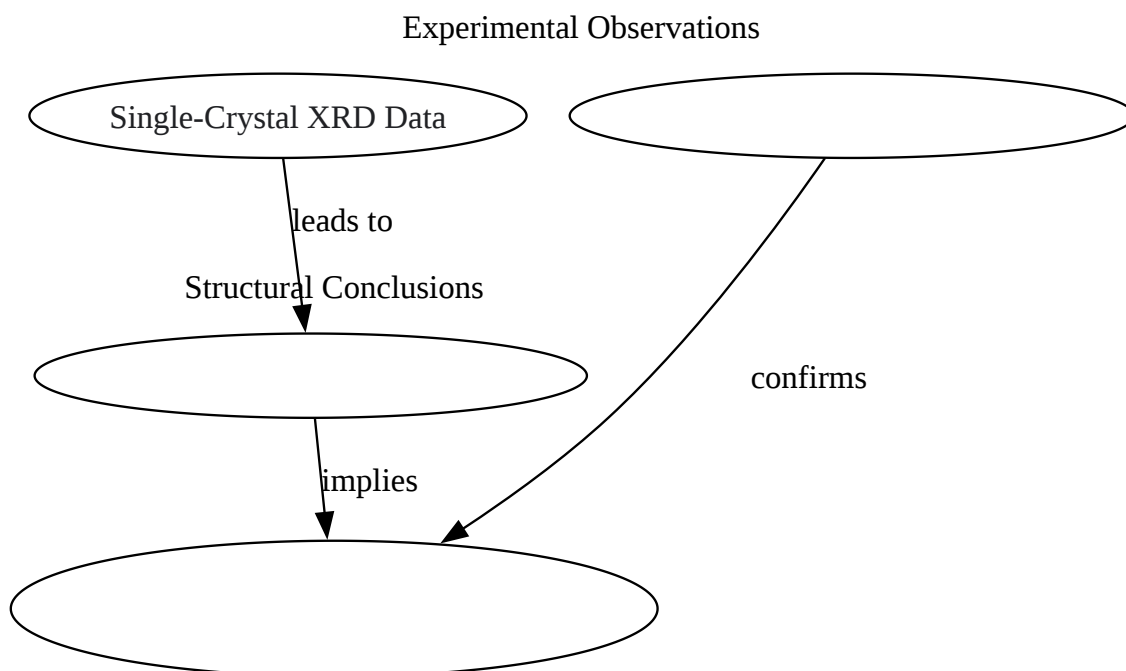 Experimental Observations
Single-Crystal XRD Data
leads to
Structural Conclusions
confirms
implies